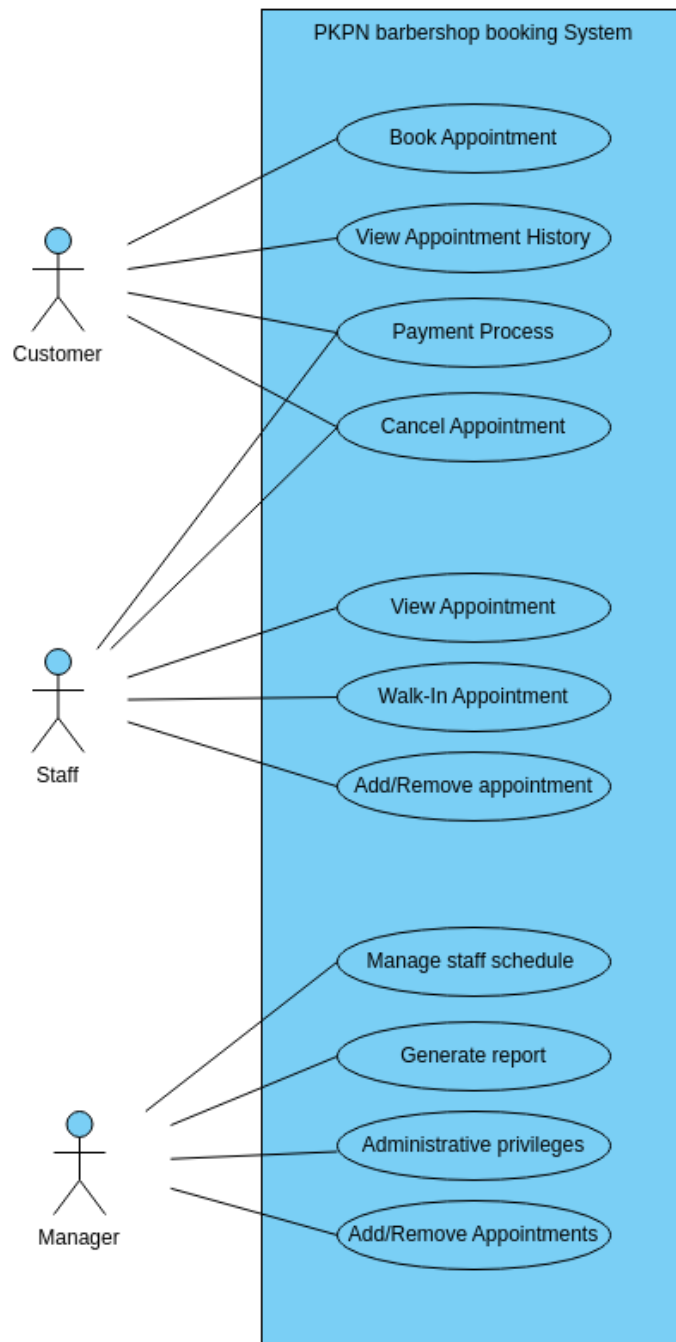 PKPN barbershop booking System
Book Appointment
View Appointment History
Customer
Payment Process
Cancel Appointment
View Appointment
Walk-In Appointment
Staff
Add/Remove appointment
Manage staff schedule
Generate report
Administrative privileges
Manager
Add/Remove Appointments